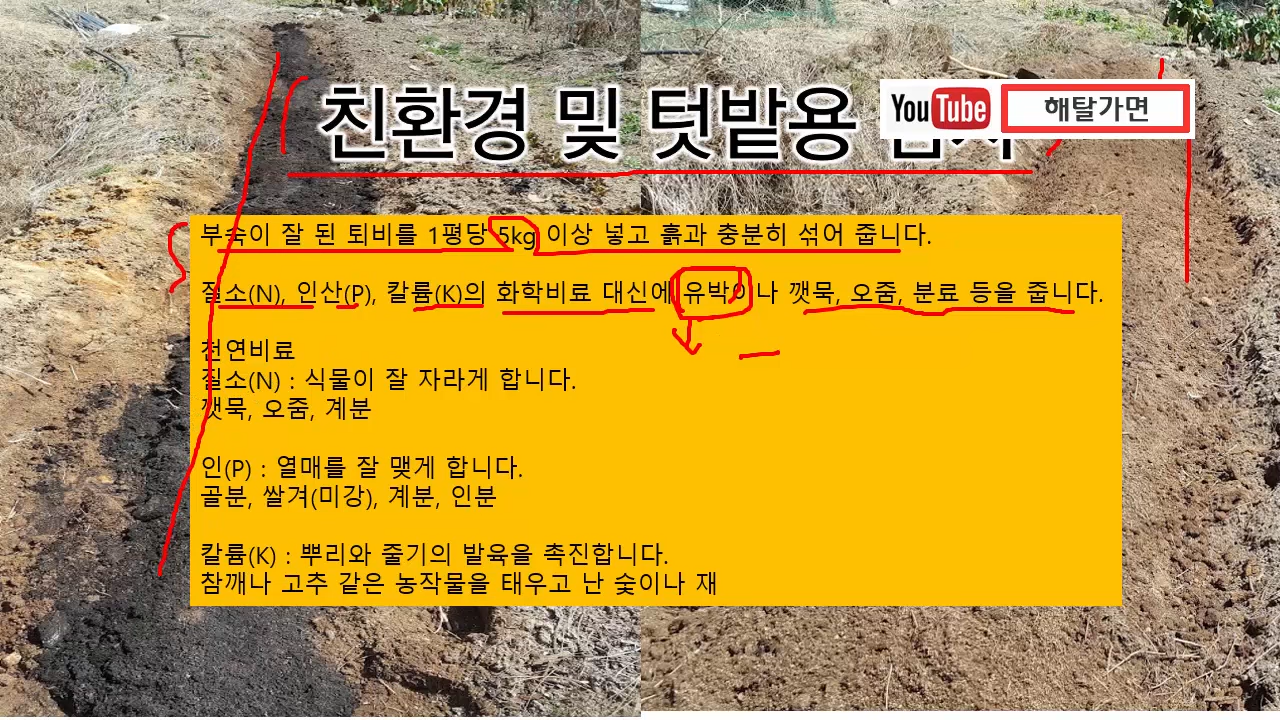 친환경 및 텃밭용
YouTube 해탈가면
부숙이 잘 된 퇴비를 1평당 5kg 이상 넣고 흙과 충분히 섞어 줍니다.
질소(N), 인산(P), 칼륨(K)의 화학비료 대신에 유박이나 깻묵, 오줌, 분료 등을 줍니다.
천연비료
질소(N) : 식물이 잘 자라게 합니다.
깻묵, 오줌, 계분
인(P) : 열매를 잘 맺게 합니다.
골분, 쌀겨(미강), 계분, 인분
칼륨(K) : 뿌리와 줄기의 발육을 촉진합니다.
참깨나 고추 같은 농작물을 태우고 난 숯이나 재